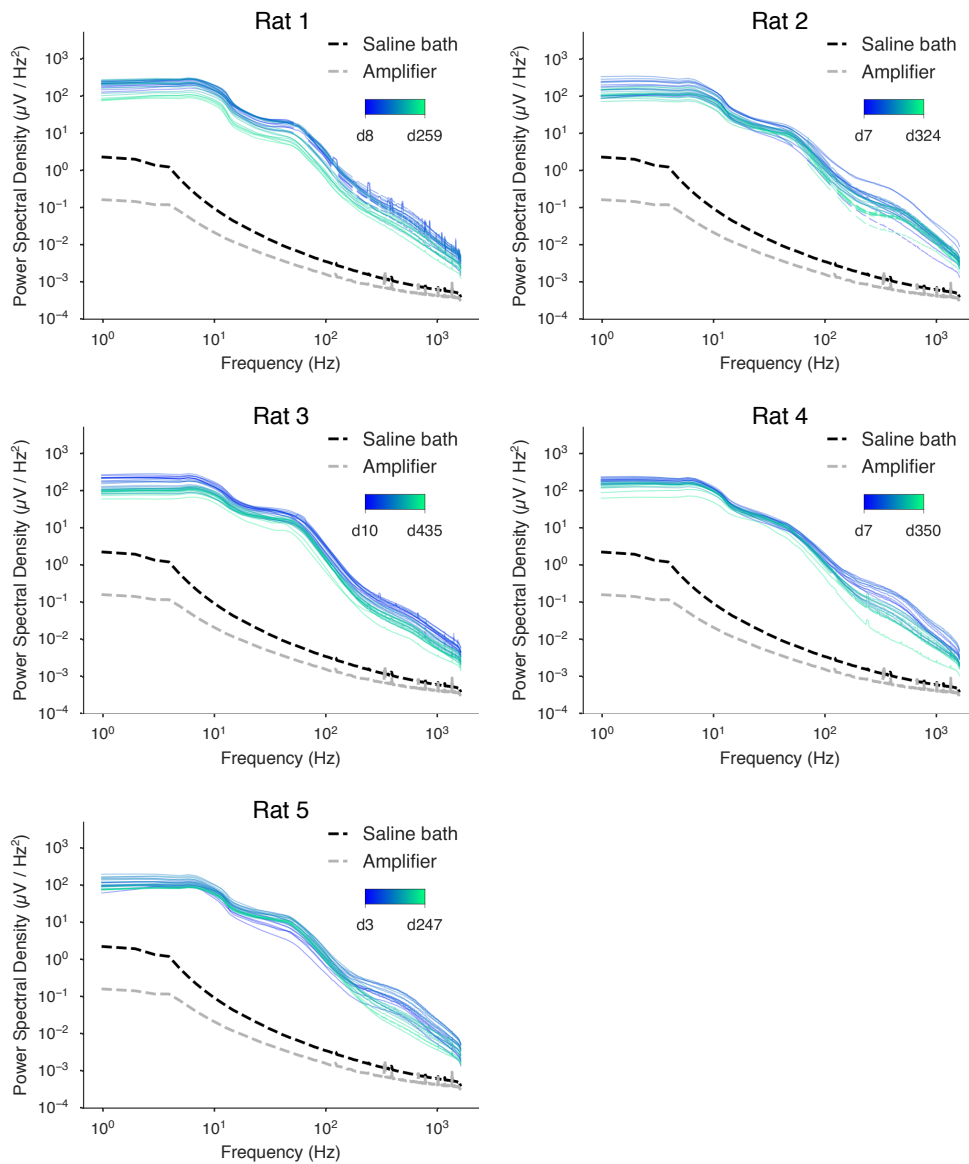 Rat 1
Power Spectral Density (µV / Hz²)
10³
10²
10¹
10⁰
10⁻¹
10⁻²
10⁻³
10⁻⁴
Saline bath
Amplifier
d8 d259
10⁰ 10¹ 10² 10³
Frequency (Hz)
Rat 2
Power Spectral Density (µV / Hz²)
10³
10²
10¹
10⁰
10⁻¹
10⁻²
10⁻³
10⁻⁴
Saline bath
Amplifier
d7 d324
10⁰ 10¹ 10² 10³
Frequency (Hz)
Rat 3
Power Spectral Density (µV / Hz²)
10³
10²
10¹
10⁰
10⁻¹
10⁻²
10⁻³
10⁻⁴
Saline bath
Amplifier
d10 d435
10⁰ 10¹ 10² 10³
Frequency (Hz)
Rat 4
Power Spectral Density (µV / Hz²)
10³
10²
10¹
10⁰
10⁻¹
10⁻²
10⁻³
10⁻⁴
Saline bath
Amplifier
d7 d350
10⁰ 10¹ 10² 10³
Frequency (Hz)
Rat 5
Power Spectral Density (µV / Hz²)
10³
10²
10¹
10⁰
10⁻¹
10⁻²
10⁻³
10⁻⁴
Saline bath
Amplifier
d3 d247
10⁰ 10¹ 10² 10³
Frequency (Hz)